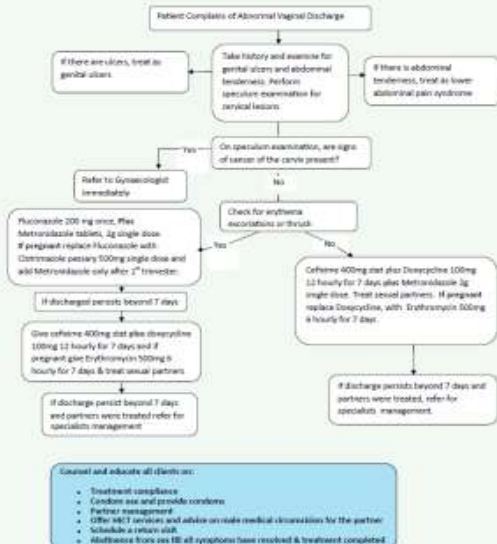 Patient Complains of Abnormal Vaginal Discharge
If there are ulcers, treat as
genital ulcers
Take history and examine for
genital ulcers and abdominal
tenderness. Perform
speculum examination for
cervical lesions
If there is abdominal
tenderness, treat as lower
abdominal pain syndrome
On speculum examination, are signs
of cancer of the cervix present?
Yes
No
Refer to Gynaecologist
Immediately
Check for erythema
excoriations or thrush
Yes
No
Fluconazole 200 mg once, Plus
Metronidazole tablets, 2g single dose.
If pregnant replace Fluconazole with
Clotrimazole pessary 500mg single dose and
add Metronidazole only after 1st trimester.
If discharged persists beyond 7 days
Give cefixime 400mg stat plus doxycycline
100mg 12 hourly for 7 days and if
pregnant give Erythromycin 500mg 6
hourly for 7 days & treat sexual partners
If discharge persist beyond 7 days
and partners were treated refer for
specialists management
Cefixime 400mg stat plus Doxycycline 100mg
12 hourly for 7 days plus Metronidazole 2g
single dose. Treat sexual partners. If pregnant
replace Doxycycline, with Erythromycin 500mg
6 hourly for 7 days.
If discharge persists beyond 7 days and
partners were treated, refer for
specialists management.
Counsel and educate all clients on:
• Treatment compliance
• Condom use and provide condoms
• Partner management
• Offer HCT services and advise on male medical circumcision for the partner
• Schedule a return visit
• Abstinence from sex till all symptoms have resolved & treatment completed